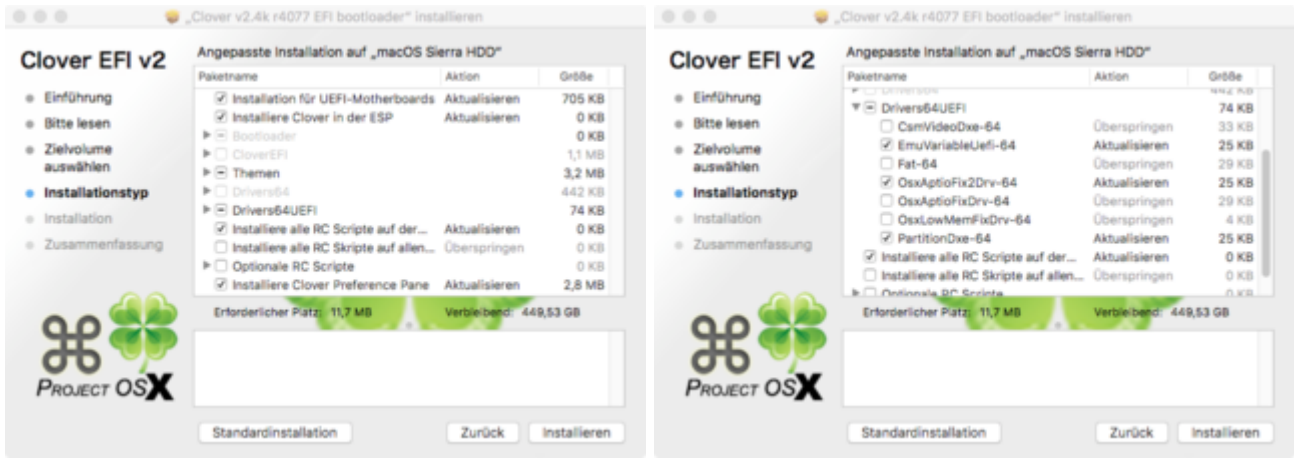 „Clover v2.4k r4077 EFI bootloader“ installieren
Clover EFI v2
Einführung
Bitte lesen
Zielvolume
auswählen
Installationstyp
Installation
Zusammenfassung
Angepasste Installation auf „macOS Sierra HDD“
Paketname Aktion Größe
Installation für UEFI-Motherboards Aktualisieren 705 KB
Installiere Clover in der ESP Aktualisieren 0 KB
Bootloader 0 KB
CloverEFI 1,1 MB
Themen 3,2 MB
Drivers64 442 KB
Drivers64UEFI 74 KB
Installiere alle RC Scripte auf der... Aktualisieren 0 KB
Installiere alle RC Skripte auf allen... Überspringen 0 KB
Optionale RC Scripte 0 KB
Installiere Clover Preference Pane Aktualisieren 2,8 MB
Erforderlicher Platz: 11,7 MB Verbleibend: 449,53 GB
PROJECT OSX
Standardinstallation Zurück Installieren
„Clover v2.4k r4077 EFI bootloader“ installieren
Clover EFI v2
Einführung
Bitte lesen
Zielvolume
auswählen
Installationstyp
Installation
Zusammenfassung
Angepasste Installation auf „macOS Sierra HDD“
Paketname Aktion Größe
Drivers64 442 KB
Drivers64UEFI 74 KB
CsmVideoDxe-64 Überspringen 33 KB
EmuVariableUefi-64 Aktualisieren 25 KB
Fat-64 Überspringen 29 KB
OsxAptioFix2Drv-64 Aktualisieren 25 KB
OsxAptioFixDrv-64 Überspringen 29 KB
OsxLowMemFixDrv-64 Überspringen 4 KB
PartitionDxe-64 Aktualisieren 25 KB
Installiere alle RC Scripte auf der... Aktualisieren 0 KB
Installiere alle RC Skripte auf allen... Überspringen 0 KB
Optionale RC Scripte 0 KB
Erforderlicher Platz: 11,7 MB Verbleibend: 449,53 GB
PROJECT OSX
Standardinstallation Zurück Installieren